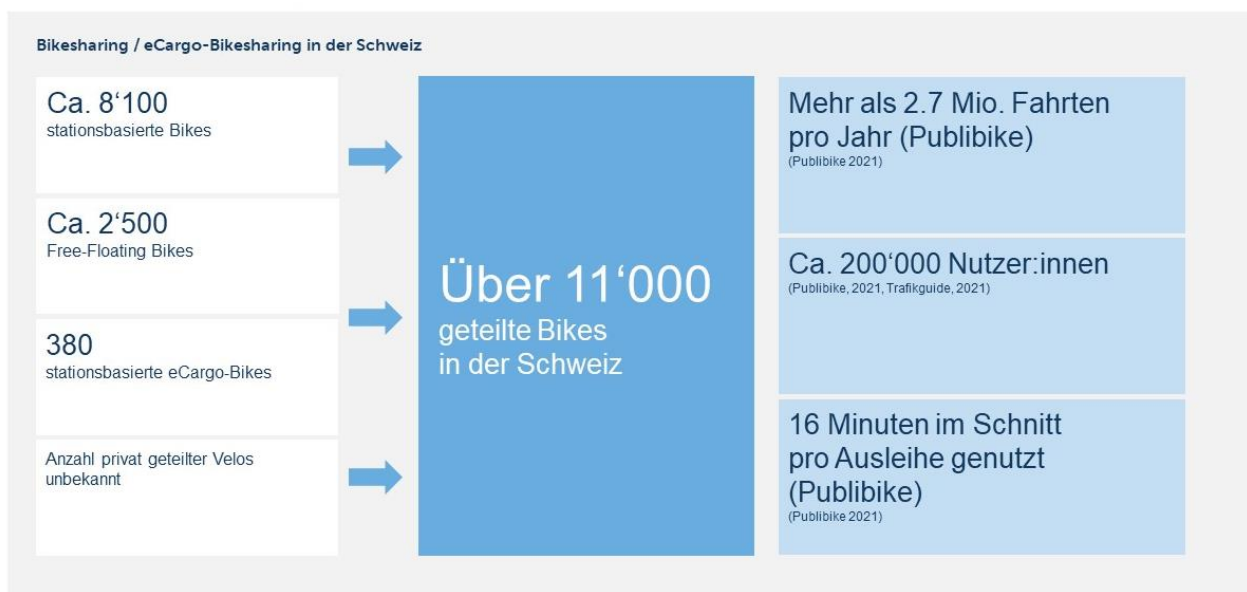 Bikesharing / eCargo-Bikesharing in der Schweiz
Ca. 8‘100
stationsbasierte Bikes
Ca. 2‘500
Free-Floating Bikes
380
stationsbasierte eCargo-Bikes
Anzahl privat geteilter Velos
unbekannt
Über 11‘000
geteilte Bikes
in der Schweiz
Mehr als 2.7 Mio. Fahrten
pro Jahr (Publibike)
(Publibike 2021)
Ca. 200‘000 Nutzer:innen
(Publibike, 2021, Trafikguide, 2021)
16 Minuten im Schnitt
pro Ausleihe genutzt
(Publibike)
(Publibike 2021)